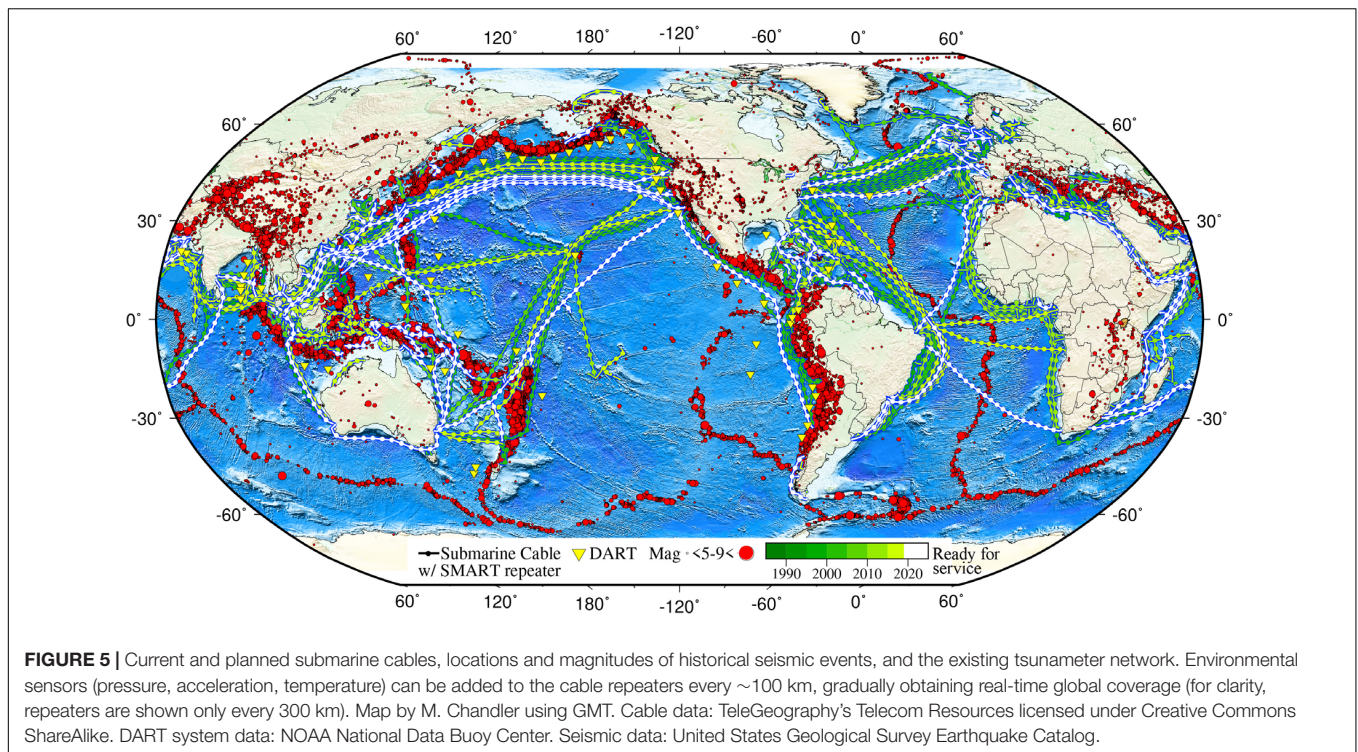 60˚ 120˚ 180˚ -120˚ -60˚ 0˚
60˚ 60˚
30˚ 30˚
0˚ 0˚
-30˚ -30˚
-60˚ -60˚
Submarine Cable w/ SMART repeater
DART
Mag <5-9<
1990 2000 2010 2020
Ready for service
60˚ 120˚ 180˚ -120˚ -60˚ 0˚
FIGURE 5 | Current and planned submarine cables, locations and magnitudes of historical seismic events, and the existing tsunameter network. Environmental
sensors (pressure, acceleration, temperature) can be added to the cable repeaters every ∼100 km, gradually obtaining real-time global coverage (for clarity,
repeaters are shown only every 300 km). Map by M. Chandler using GMT. Cable data: TeleGeography's Telecom Resources licensed under Creative Commons
ShareAlike. DART system data: NOAA National Data Buoy Center. Seismic data: United States Geological Survey Earthquake Catalog.